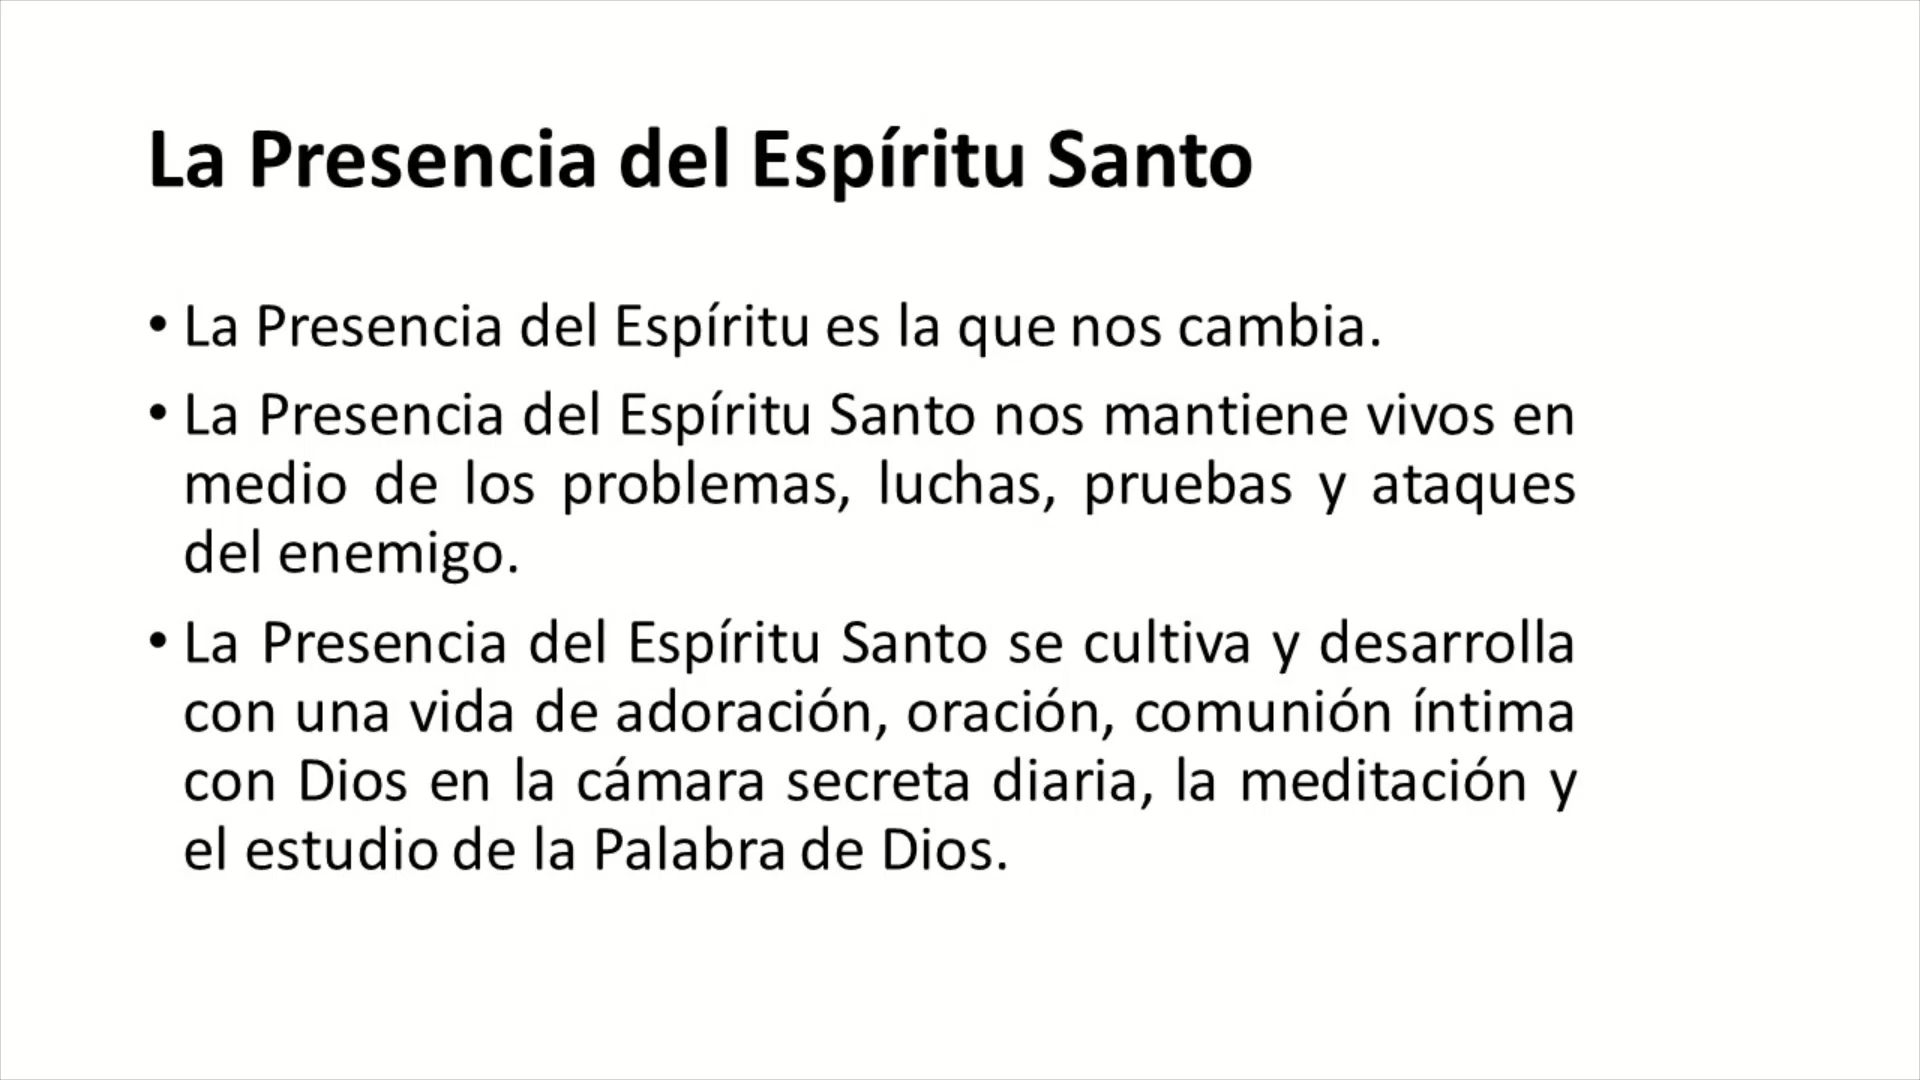 La Presencia del Espíritu Santo
• La Presencia del Espíritu es la que nos cambia.
• La Presencia del Espíritu Santo nos mantiene vivos en
medio de los problemas, luchas, pruebas y ataques
del enemigo.
• La Presencia del Espíritu Santo se cultiva y desarrolla
con una vida de adoración, oración, comunión íntima
con Dios en la cámara secreta diaria, la meditación y
el estudio de la Palabra de Dios.